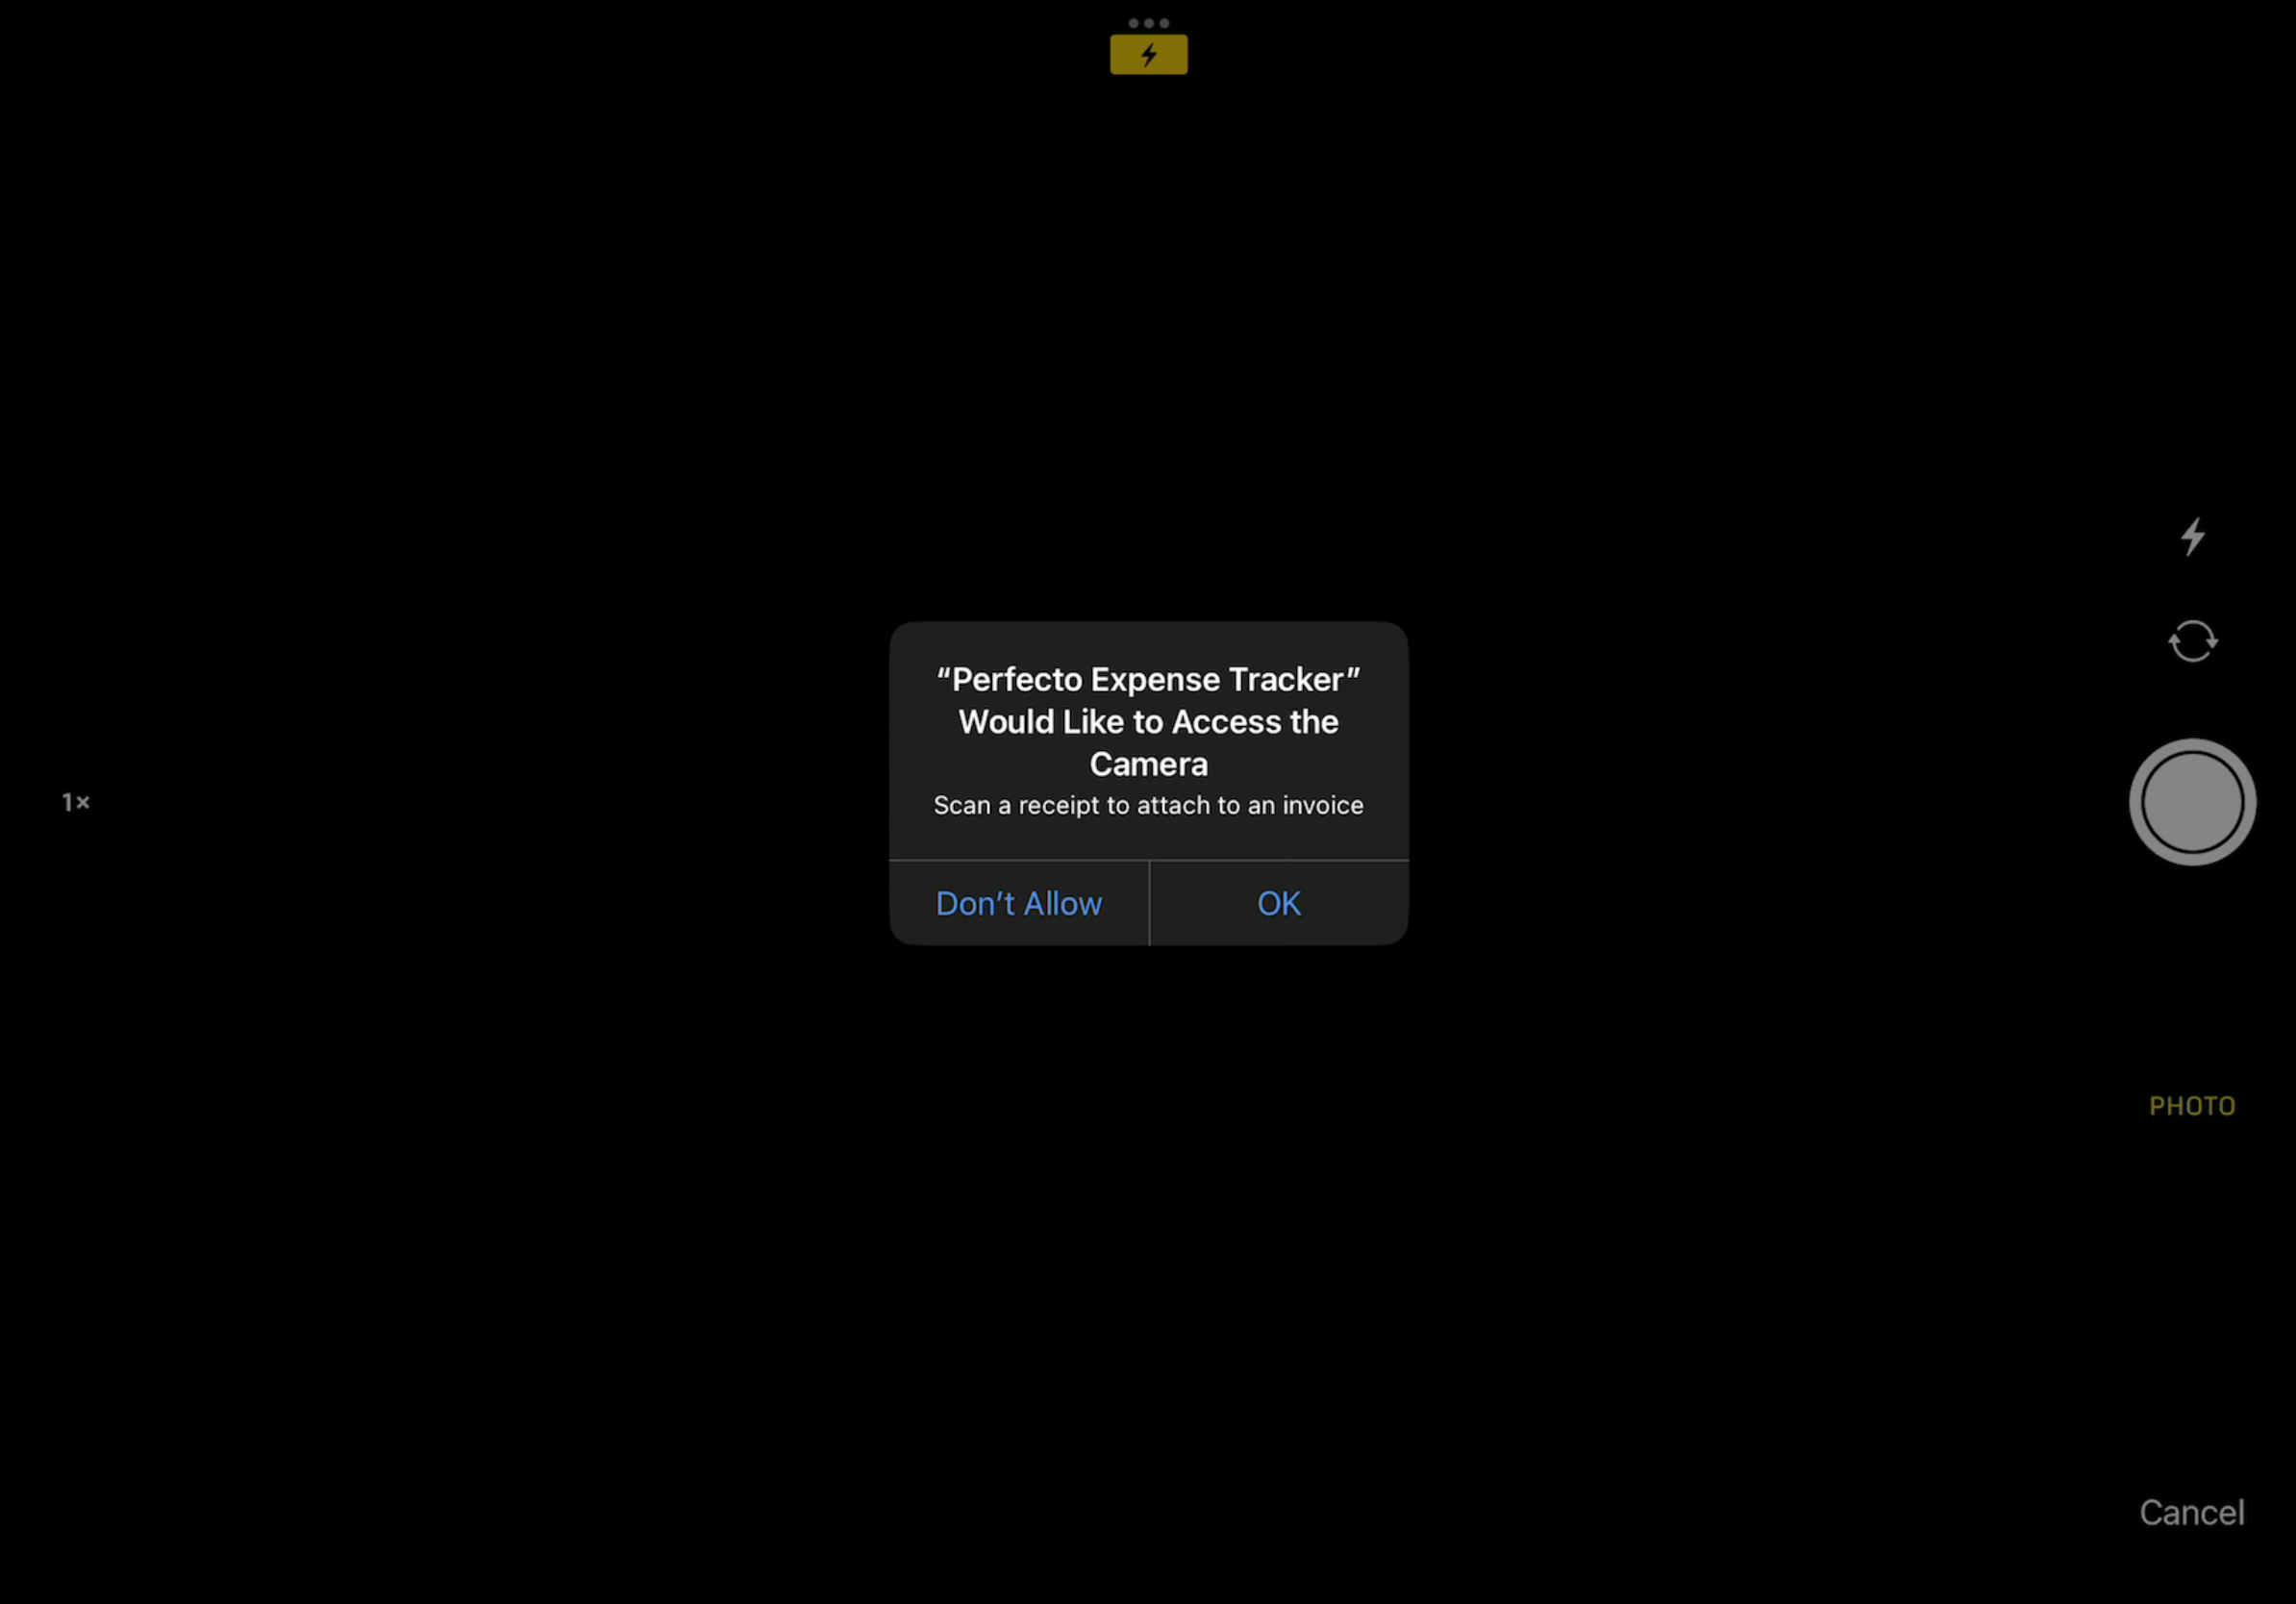 “Perfecto Expense Tracker”
Would Like to Access the
Camera
Scan a receipt to attach to an invoice
Don’t Allow
OK
1×
PHOTO
Cancel